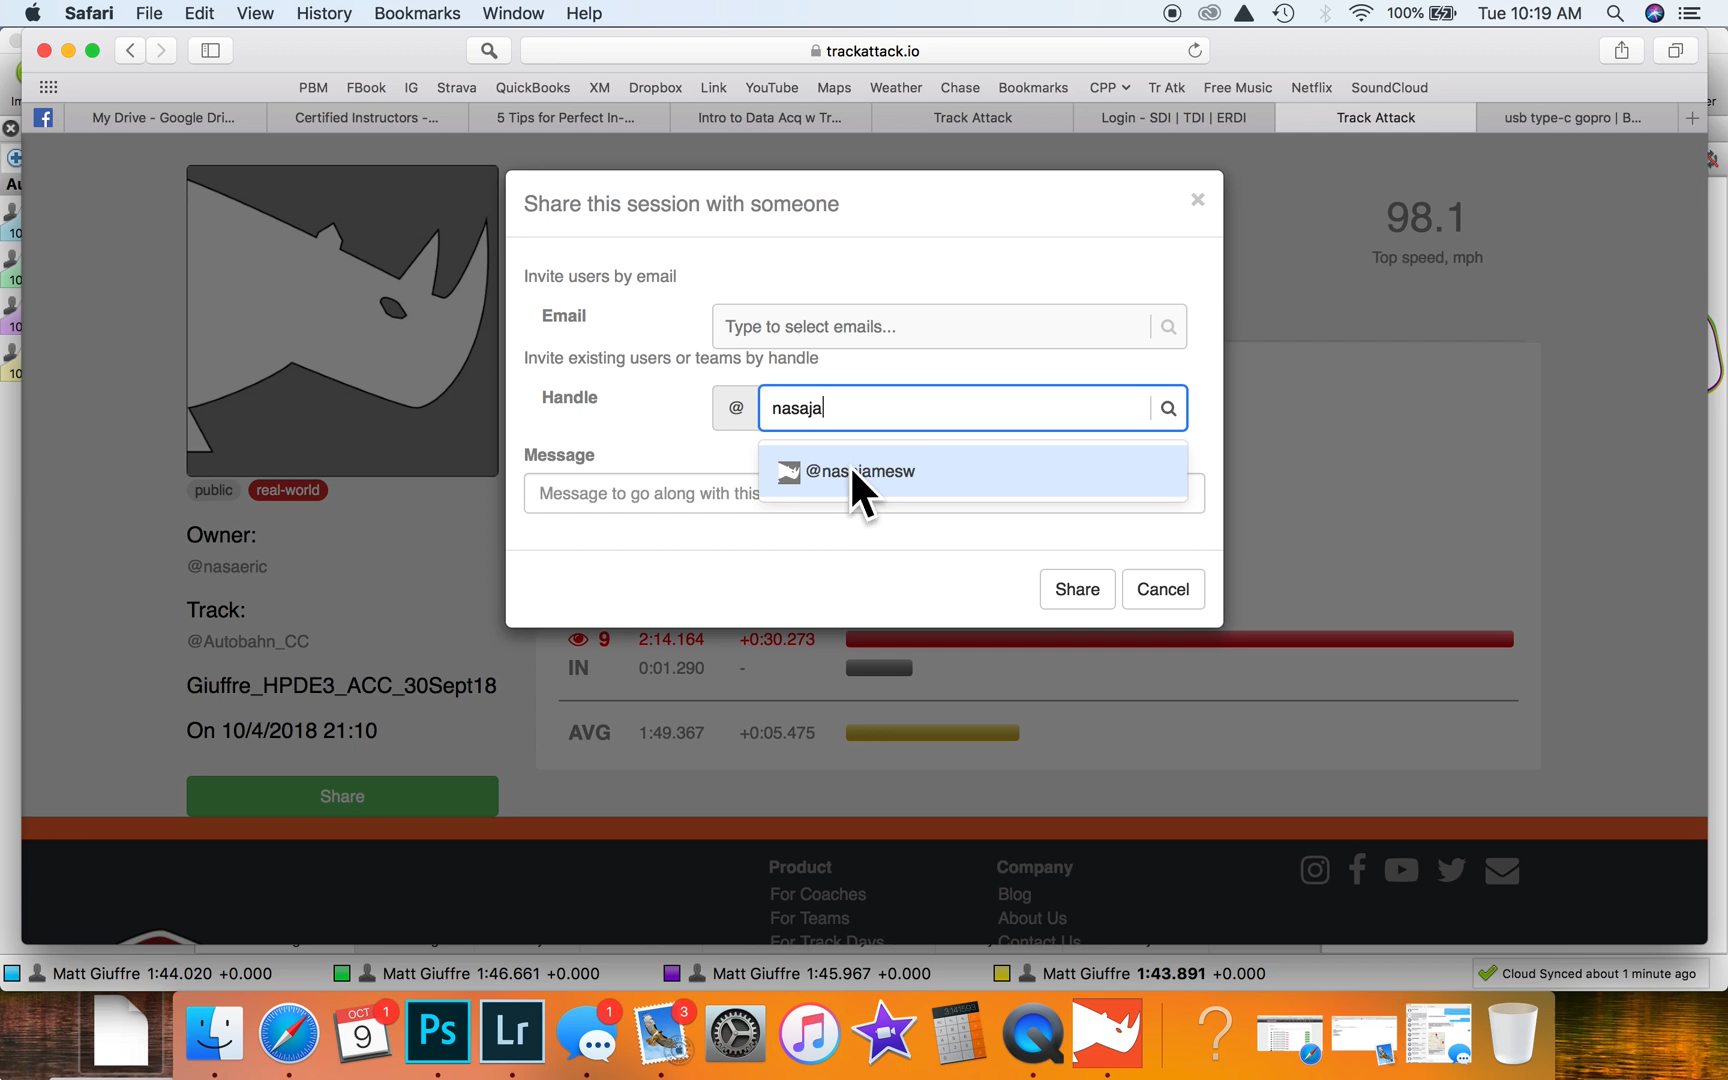 Safari File Edit View History Bookmarks Window Help 100% Tue 10:19 AM
trackattack.io
PBM FBook IG Strava QuickBooks XM Dropbox Link YouTube Maps Weather Chase Bookmarks CPP Tr Atk Free Music Netflix SoundCloud
My Drive - Google Dri... Certified Instructors -... 5 Tips for Perfect In-... Intro to Data Acq w Tr... Track Attack Login - SDI | TDI | ERDI Track Attack usb type-c gopro | B...
Share this session with someone
98.1
Top speed, mph
Invite users by email
Email Type to select emails...
Invite existing users or teams by handle
Handle @ nasaja
Message
Message to go along with this
Share Cancel
public real-world
Owner:
@nasaeric
Track:
@Autobahn_CC
Giuffre_HPDE3_ACC_30Sept18
On 10/4/2018 21:10
Share
9 2:14.164 +0:30.273
IN 0:01.290 -
AVG 1:49.367 +0:05.475
Product
For Coaches
For Teams
For Track Days
Company
Blog
About Us
Contact Us
Matt Giuffre 1:44.020 +0.000 Matt Giuffre 1:46.661 +0.000 Matt Giuffre 1:45.967 +0.000 Matt Giuffre 1:43.891 +0.000 Cloud Synced about 1 minute ago
OCT
9
1
Ps
Lr
1
3